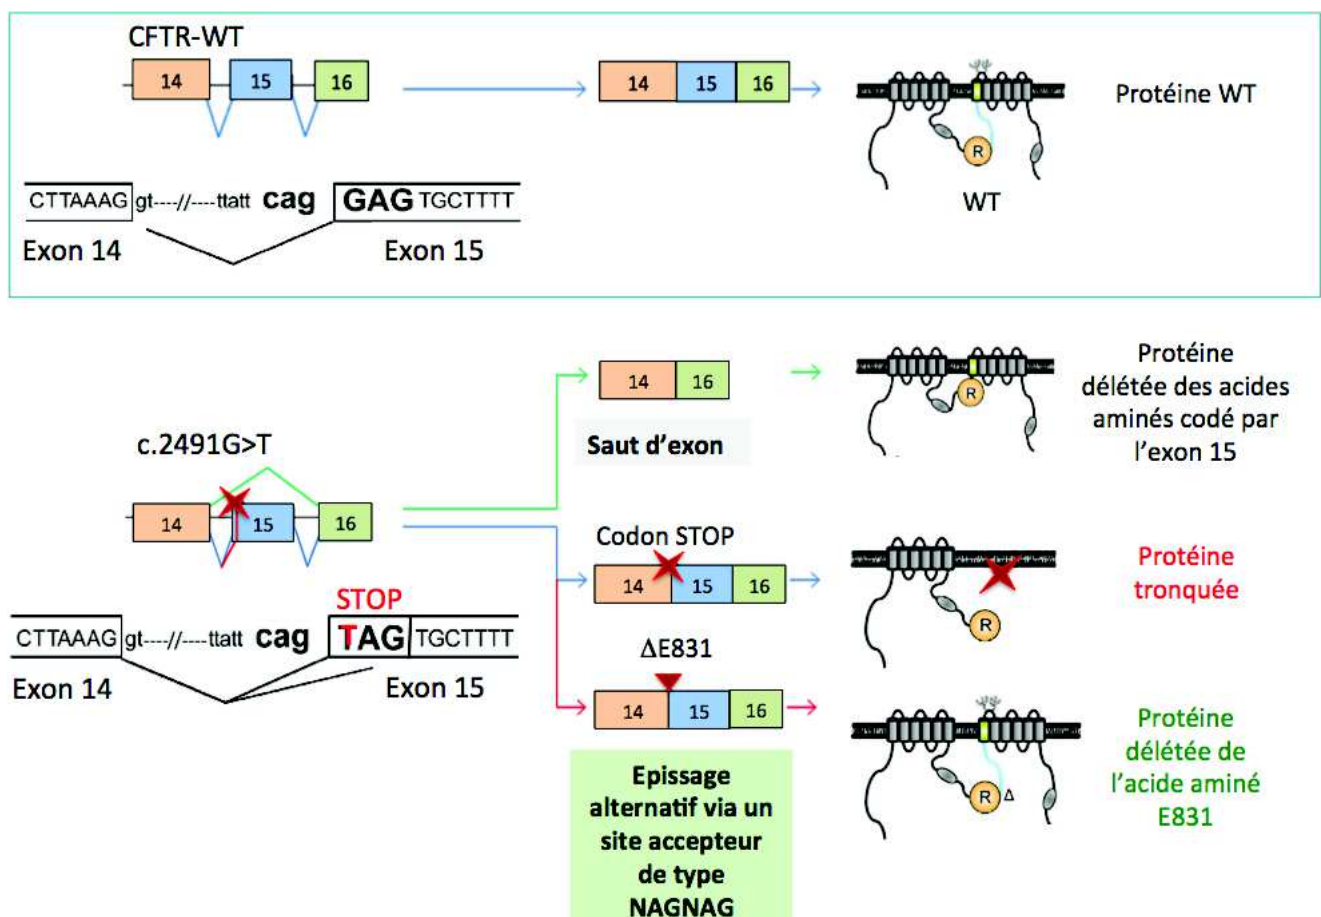 CFTR-WT
14 15 16
14 15 16
R
WT
Protéine WT
CTTAAAG gt----//----ttatt cag GAG TGCTTTT
Exon 14 Exon 15
14 16
Saut d'exon
R
Protéine
délétée des acides
aminés codé par
l'exon 15
c.2491G>T
14 15 16
Codon STOP
14 15 16
R
Protéine
tronquée
STOP
CTTAAAG gt----//----ttatt cag TAG TGCTTTT
Exon 14 Exon 15
ΔE831
14 15 16
R Δ
Protéine
délétée de
l'acide aminé
E831
Epissage
alternatif via un
site accepteur
de type
NAGNAG